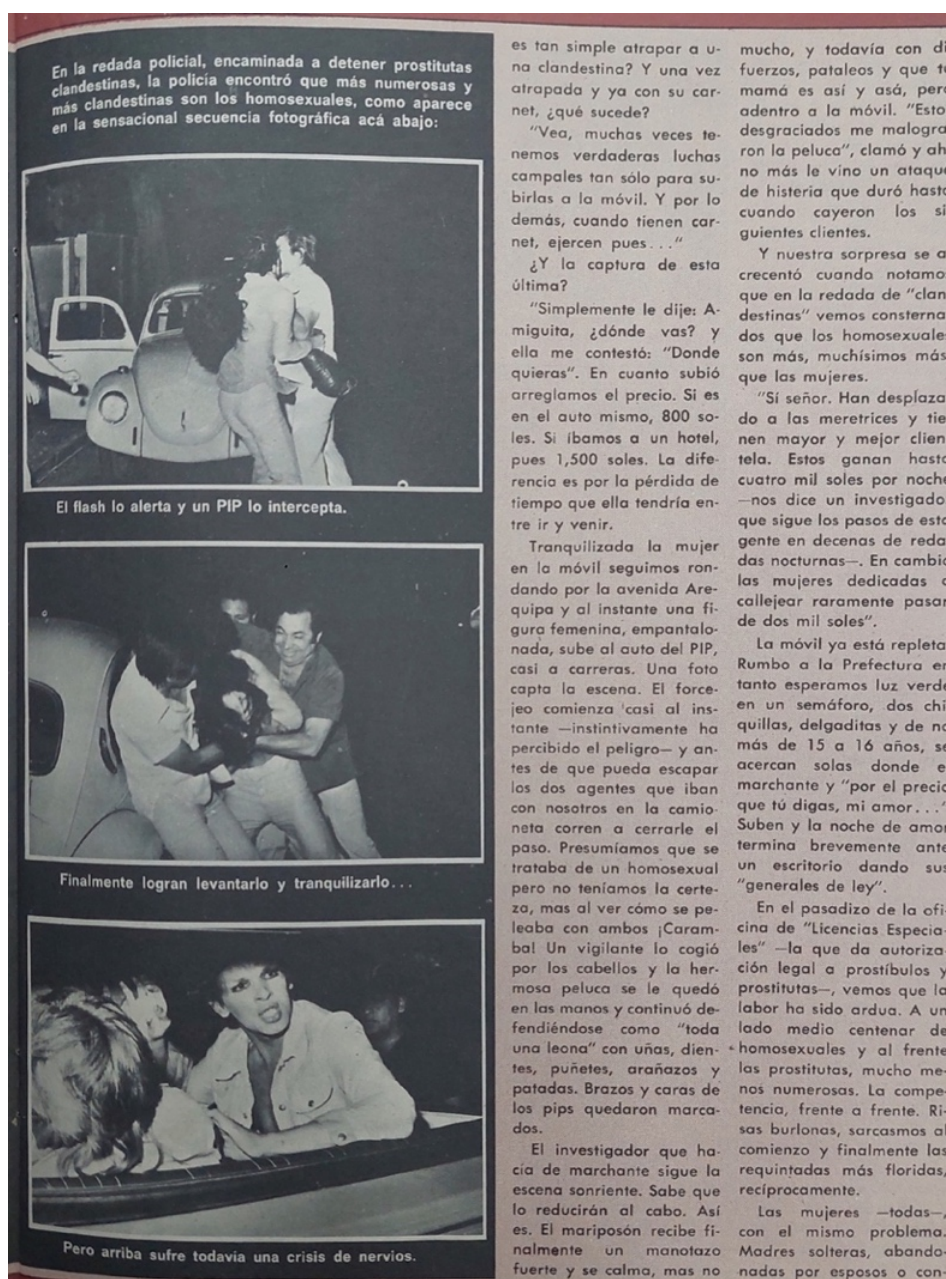 En la redada policial, encaminada a detener prostitutas
clandestinas, la policía encontró que más numerosas y
más clandestinas son los homosexuales, como aparece
en la sensacional secuencia fotográfica acá abajo:
El flash lo alerta y un PIP lo intercepta.
Finalmente logran levantarlo y tranquilizarlo...
Pero arriba sufre todavía una crisis de nervios.
es tan simple atrapar a u-
na clandestina? Y una vez
atrapada y ya con su car-
net, ¿qué sucede?
"Vea, muchas veces te-
nemos verdaderas luchas
campales tan sólo para su-
birlas a la móvil. Y por lo
demás, cuando tienen car-
net, ejercen pues..."
¿Y la captura de esta
última?
"Simplemente le dije: A-
miguita, ¿dónde vas? y
ella me contestó: "Donde
quieras". En cuanto subió
arreglamos el precio. Si es
en el auto mismo, 800 so-
les. Si íbamos a un hotel,
pues 1,500 soles. La dife-
rencia es por la pérdida de
tiempo que ella tendría en-
tre ir y venir.
Tranquilizada la mujer
en la móvil seguimos ron-
dando por la avenida Are-
quipa y al instante una fi-
gura femenina, empantalo-
nada, sube al auto del PIP,
casi a carreras. Una foto
capta la escena. El force-
jeo comienza casi al ins-
tante —instintivamente ha
percibido el peligro— y an-
tes de que pueda escapar
los dos agentes que iban
con nosotros en la camio-
neta corren a cerrarle el
paso. Presumíamos que se
trataba de un homosexual
pero no teníamos la certe-
za, mas al ver cómo se pe-
leaba con ambos ¡Caram-
ba! Un vigilante lo cogió
por los cabellos y la her-
mosa peluca se le quedó
en las manos y continuó de-
fendiéndose como "toda
una leona" con uñas, dien-
tes, puñetes, arañazos y
patadas. Brazos y caras de
los pips quedaron marca-
dos.
El investigador que ha-
cía de marchante sigue la
escena sonriente. Sabe que
lo reducirán al cabo. Así
es. El mariposón recibe fi-
nalmente un manotazo
fuerte y se calma, mas no
mucho, y todavía con
fuerzos, pataleos y que
mamá es así y asá, pero
adentro a la móvil. "Esto
desgraciados me malogra
ron la peluca", clamó y ah
no más le vino un ataque
de histeria que duró hasta
cuando cayeron los si
guientes clientes.
Y nuestra sorpresa se a
crecentó cuando notamo
que en la redada de "clan
destinas" vemos consterna
dos que los homosexuale
son más, muchísimos más
que las mujeres.
"Sí señor. Han desplaza
do a las meretrices y tie
nen mayor y mejor clien
tela. Estos ganan hasta
cuatro mil soles por noche
—nos dice un investigado
que sigue los pasos de esta
gente en decenas de reda
das nocturnas—. En cambio
las mujeres dedicadas a
callejear raramente pasan
de dos mil soles".
La móvil ya está repleta
Rumbo a la Prefectura en
tanto esperamos luz verde
en un semáforo, dos chi
quillas, delgaditas y de no
más de 15 a 16 años, se
acercan solas donde e
marchante y "por el precio
que tú digas, mi amor...
Suben y la noche de amor
termina brevemente ante
un escritorio dando sus
"generales de ley".
En el pasadizo de la ofi-
cina de "Licencias Especia-
les" —la que da autoriza-
ción legal a prostíbulos y
prostitutas—, vemos que la
labor ha sido ardua. A un
lado medio centenar de
homosexuales y al frente
las prostitutas, mucho me-
nos numerosas. La compe-
tencia, frente a frente. Ri-
sas burlonas, sarcasmos al
comienzo y finalmente las
requintadas más floridas,
recíprocamente.
Las mujeres —todas—,
con el mismo problema.
Madres solteras, abando-
nadas por esposos o con-